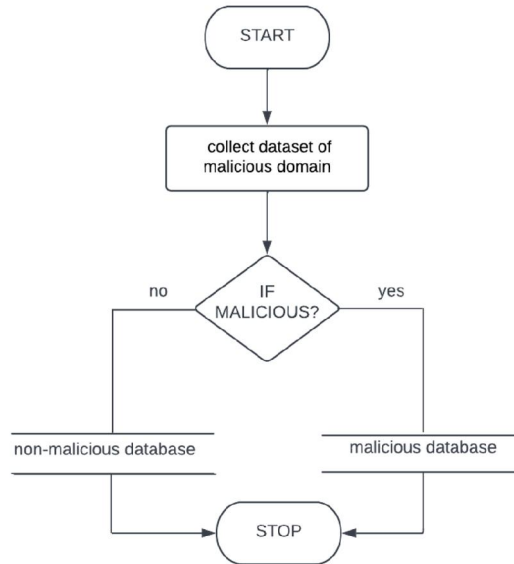 START
collect dataset of
malicious domain
no
IF
MALICIOUS?
yes
non-malicious database
malicious database
STOP